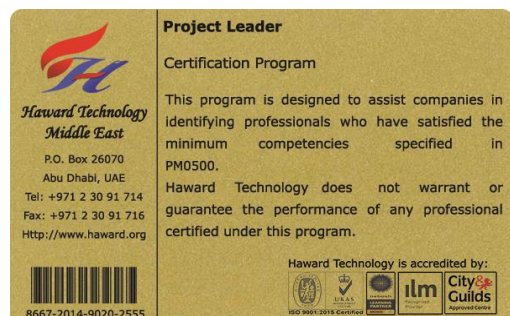 Haward Technology
Middle East
P.O. Box 26070
Abu Dhabi, UAE
Tel: +971 2 30 91 714
Fax: +971 2 30 91 716
Http://www.haward.org
8667-2014-9020-2555
Project Leader
Certification Program
This program is designed to assist companies in
identifying professionals who have satisfied the
minimum competencies specified in
PM0500.
Haward Technology does not warrant or
guarantee the performance of any professional
certified under this program.
Haward Technology is accredited by:
UKAS
ISO 9001:2015 Certified
ilm
City&
Guilds
Approved Centre